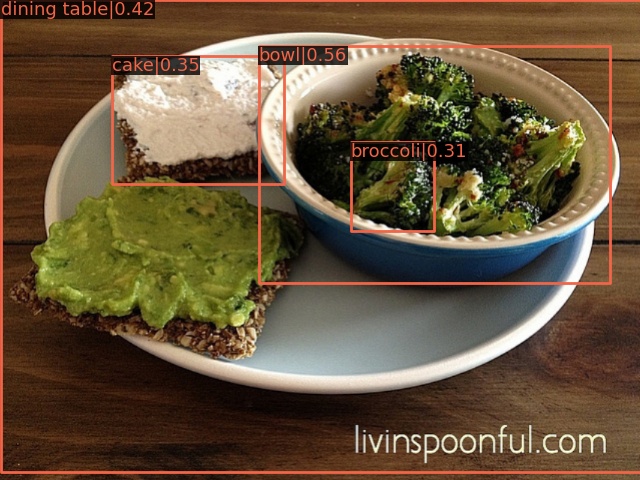 dining table|0.42
cake|0.35
bowl|0.56
broccoli|0.31
livinspoonful.com